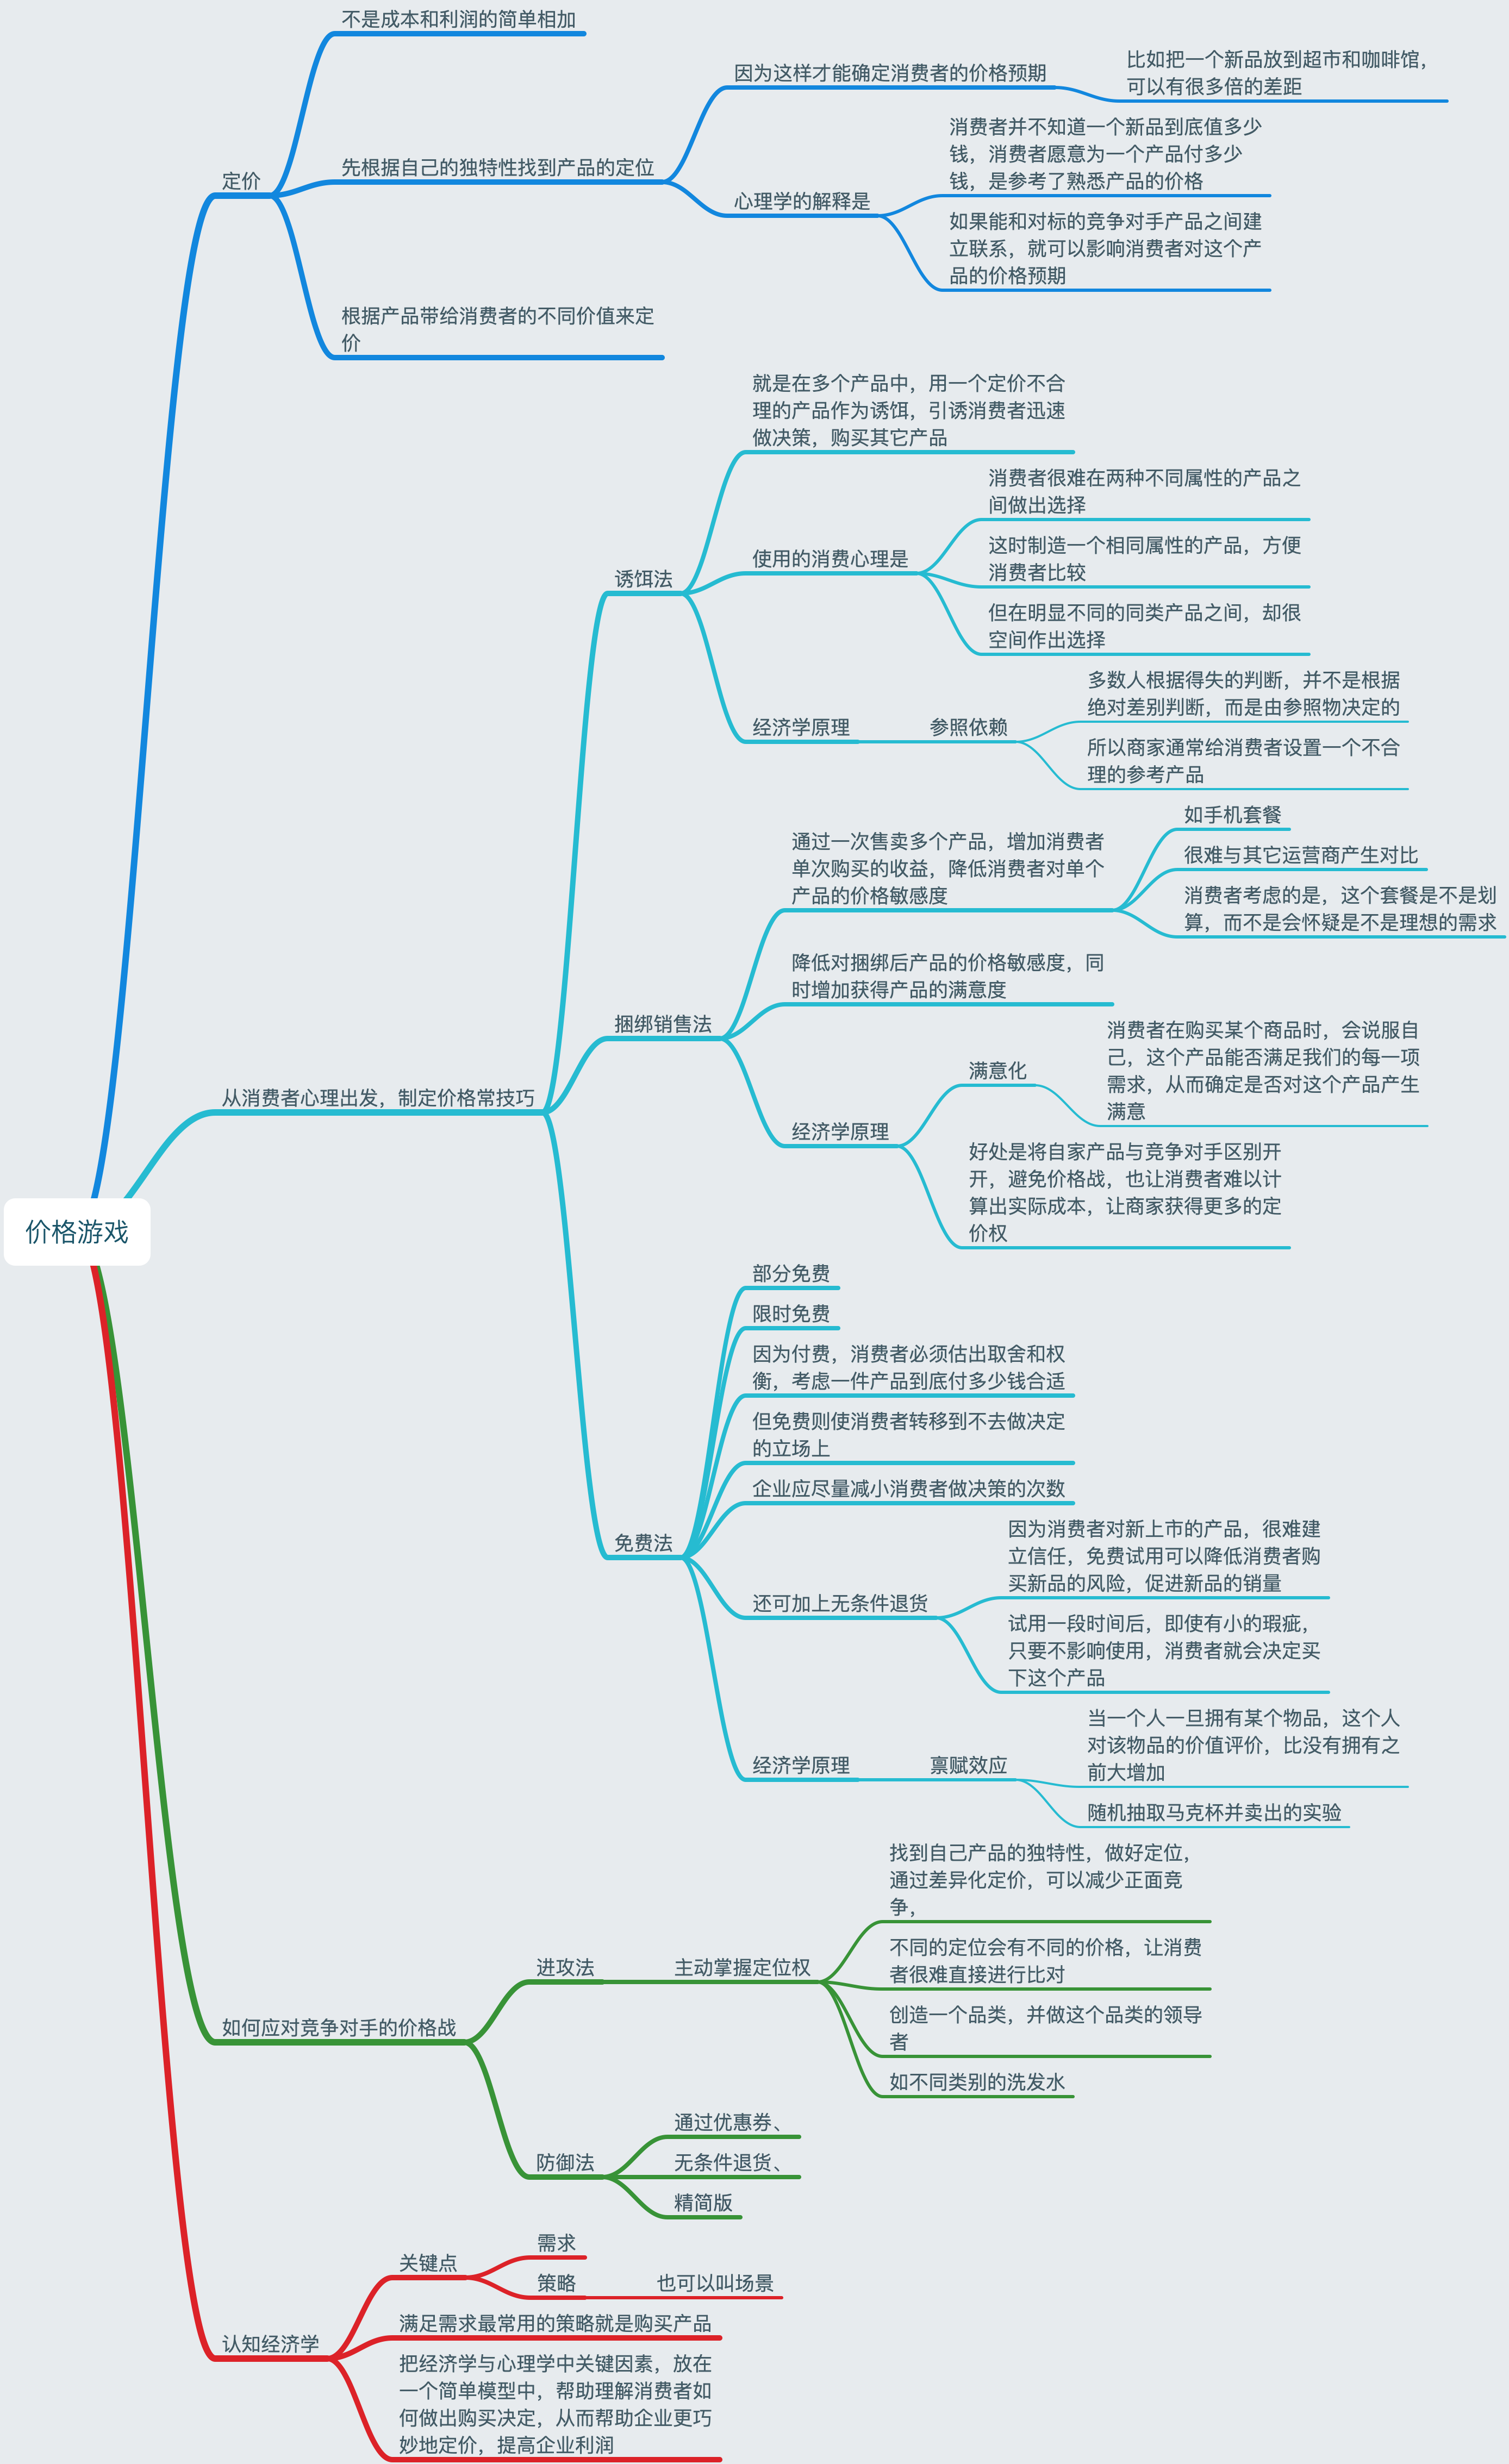 价格游戏
定价
不是成本和利润的简单相加
先根据自己的独特性找到产品的定位
因为这样才能确定消费者的价格预期
比如把一个新品放到超市和咖啡馆，
可以有很多倍的差距
心理学的解释是
消费者并不知道一个新品到底值多少
钱，消费者愿意为一个产品付多少
钱，是参考了熟悉产品的价格
如果能和对标的竞争对手产品之间建
立联系，就可以影响消费者对这个产
品的价格预期
根据产品带给消费者的不同价值来定
价
从消费者心理出发，制定价格常技巧
诱饵法
就是在多个产品中，用一个定价不合
理的产品作为诱饵，引诱消费者迅速
做决策，购买其它产品
使用的消费心理是
消费者很难在两种不同属性的产品之
间做出选择
这时制造一个相同属性的产品，方便
消费者比较
但在明显不同的同类产品之间，却很
空间作出选择
经济学原理
参照依赖
多数人根据得失的判断，并不是根据
绝对差别判断，而是由参照物决定的
所以商家通常给消费者设置一个不合
理的参考产品
捆绑销售法
通过一次售卖多个产品，增加消费者
单次购买的收益，降低消费者对单个
产品的价格敏感度
如手机套餐
很难与其它运营商产生对比
消费者考虑的是，这个套餐是不是划
算，而不是会怀疑是不是理想的需求
降低对捆绑后产品的价格敏感度，同
时增加获得产品的满意度
经济学原理
满意化
消费者在购买某个商品时，会说服自
己，这个产品能否满足我们的每一项
需求，从而确定是否对这个产品产生
满意
好处是将自家产品与竞争对手区别开
开，避免价格战，也让消费者难以计
算出实际成本，让商家获得更多的定
价权
免费法
部分免费
限时免费
因为付费，消费者必须估出取舍和权
衡，考虑一件产品到底付多少钱合适
但免费则使消费者转移到不去做决定
的立场上
企业应尽量减小消费者做决策的次数
还可加上无条件退货
因为消费者对新上市的产品，很难建
立信任，免费试用可以降低消费者购
买新品的风险，促进新品的销量
试用一段时间后，即使有小的瑕疵，
只要不影响使用，消费者就会决定买
下这个产品
经济学原理
禀赋效应
当一个人一旦拥有某个物品，这个人
对该物品的价值评价，比没有拥有之
前大增加
随机抽取马克杯并卖出的实验
如何应对竞争对手的价格战
进攻法
主动掌握定位权
找到自己产品的独特性，做好定位，
通过差异化定价，可以减少正面竞
争，
不同的定位会有不同的价格，让消费
者很难直接进行比对
创造一个品类，并做这个品类的领导
者
如不同类别的洗发水
防御法
通过优惠券、
无条件退货、
精简版
认知经济学
关键点
需求
策略
也可以叫场景
满足需求最常用的策略就是购买产品
把经济学与心理学中关键因素，放在
一个简单模型中，帮助理解消费者如
何做出购买决定，从而帮助企业更巧
妙地定价，提高企业利润